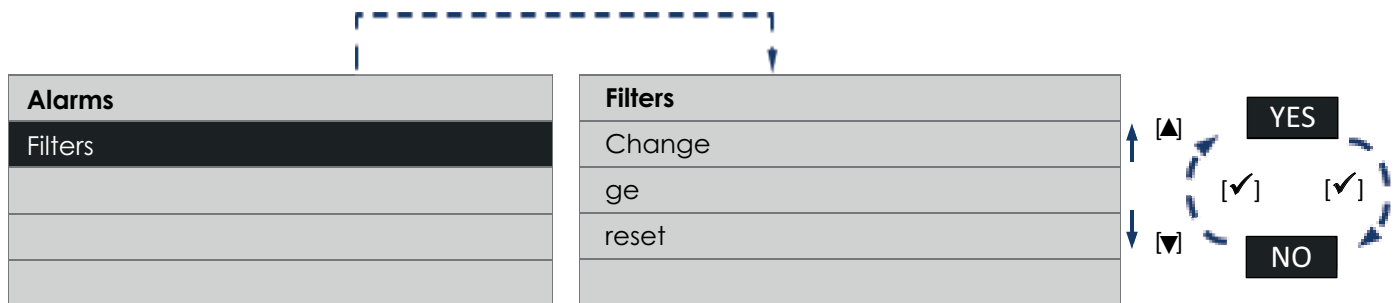 Alarms
Filters
Filters
Change
ge
reset
[▲]
[▼]
YES
[✓] [✓]
NO